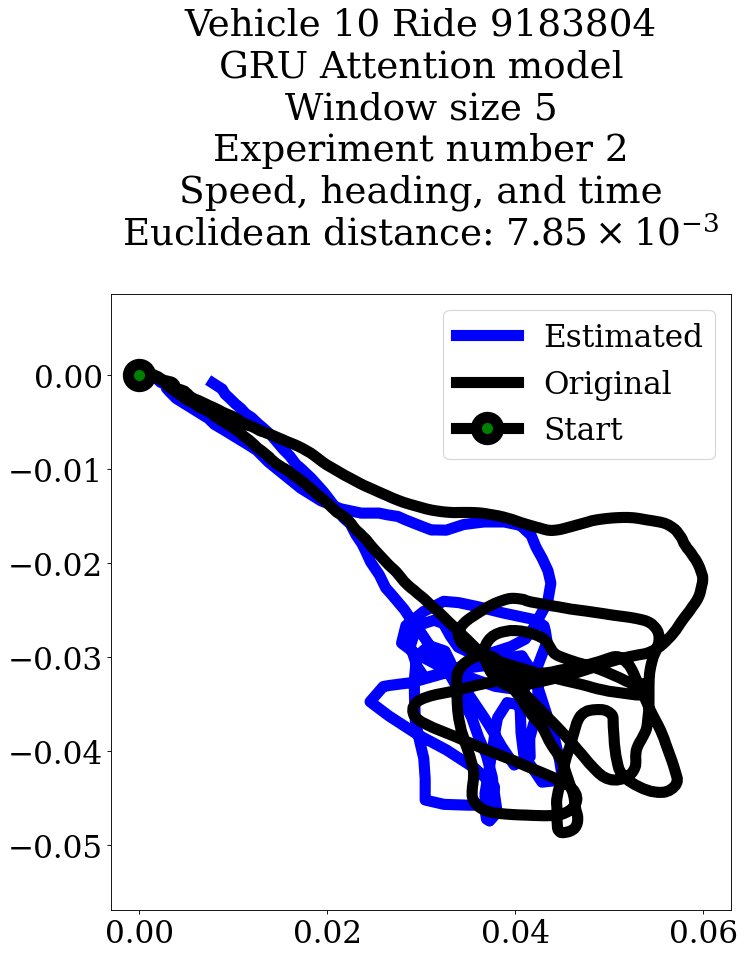 Vehicle 10 Ride 9183804
GRU Attention model
Window size 5
Experiment number 2
Speed, heading, and time
Euclidean distance: 7.85 × 10⁻³
Estimated
Original
Start
0.00
−0.01
−0.02
−0.03
−0.04
−0.05
0.00 0.02 0.04 0.06